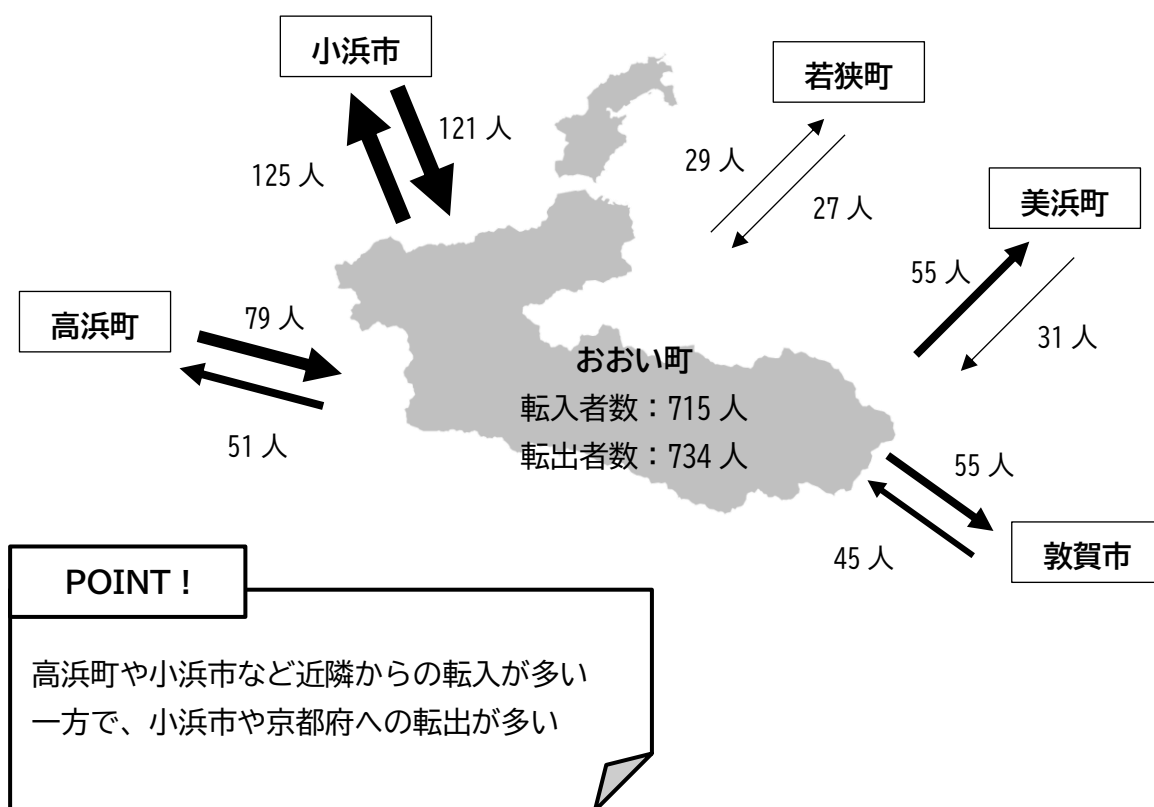 小浜市
若狭町
121 人
125 人
29 人
27 人
美浜町
55 人
31 人
高浜町
79 人
51 人
おおい町
転入者数：715 人
転出者数：734 人
55 人
45 人
敦賀市
POINT！
高浜町や小浜市など近隣からの転入が多い
一方で、小浜市や京都府への転出が多い